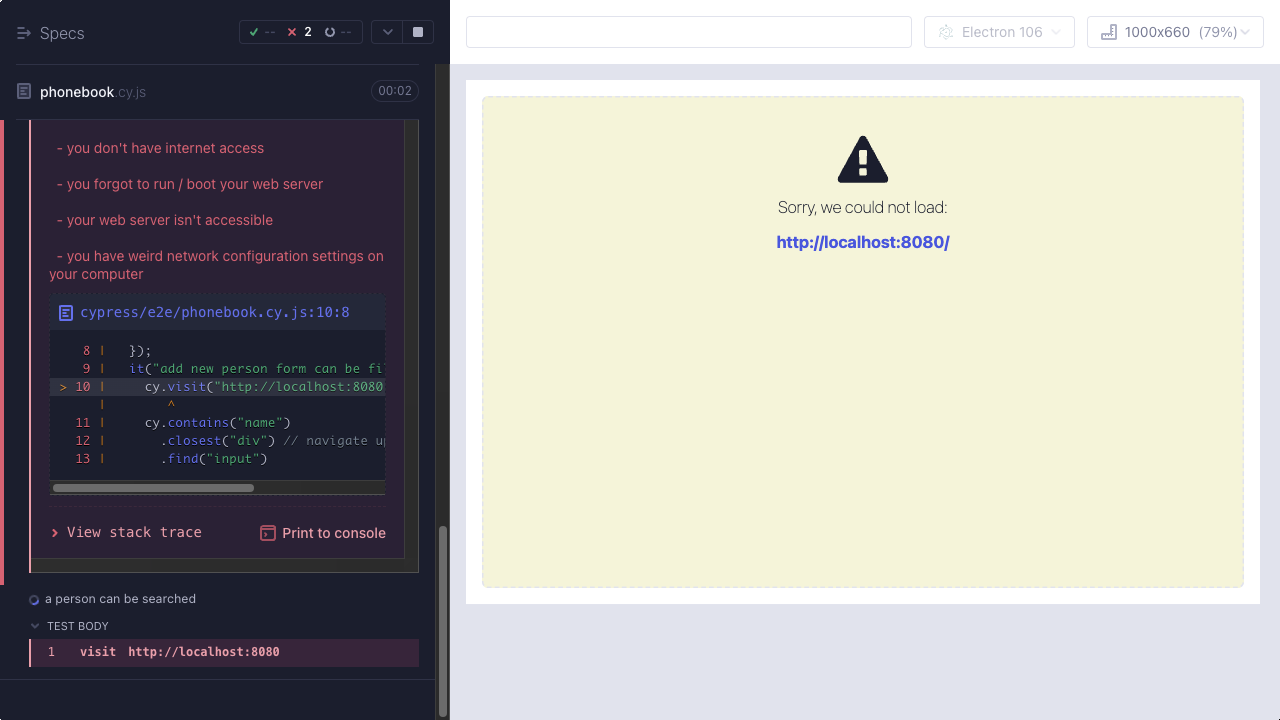 Specs
-- 2 --
phonebook.cy.js
00:02
- you don't have internet access
- you forgot to run / boot your web server
- your web server isn't accessible
- you have weird network configuration settings on
your computer
cypress/e2e/phonebook.cy.js:10:8
8 | });
9 | it("add new person form can be fi
> 10 | cy.visit("http://localhost:8080
| ^
11 | cy.contains("name")
12 | .closest("div") // navigate up
13 | .find("input")
> View stack trace
Print to console
a person can be searched
TEST BODY
1 visit http://localhost:8080
Electron 106
1000x660 (79%)
Sorry, we could not load:
http://localhost:8080/